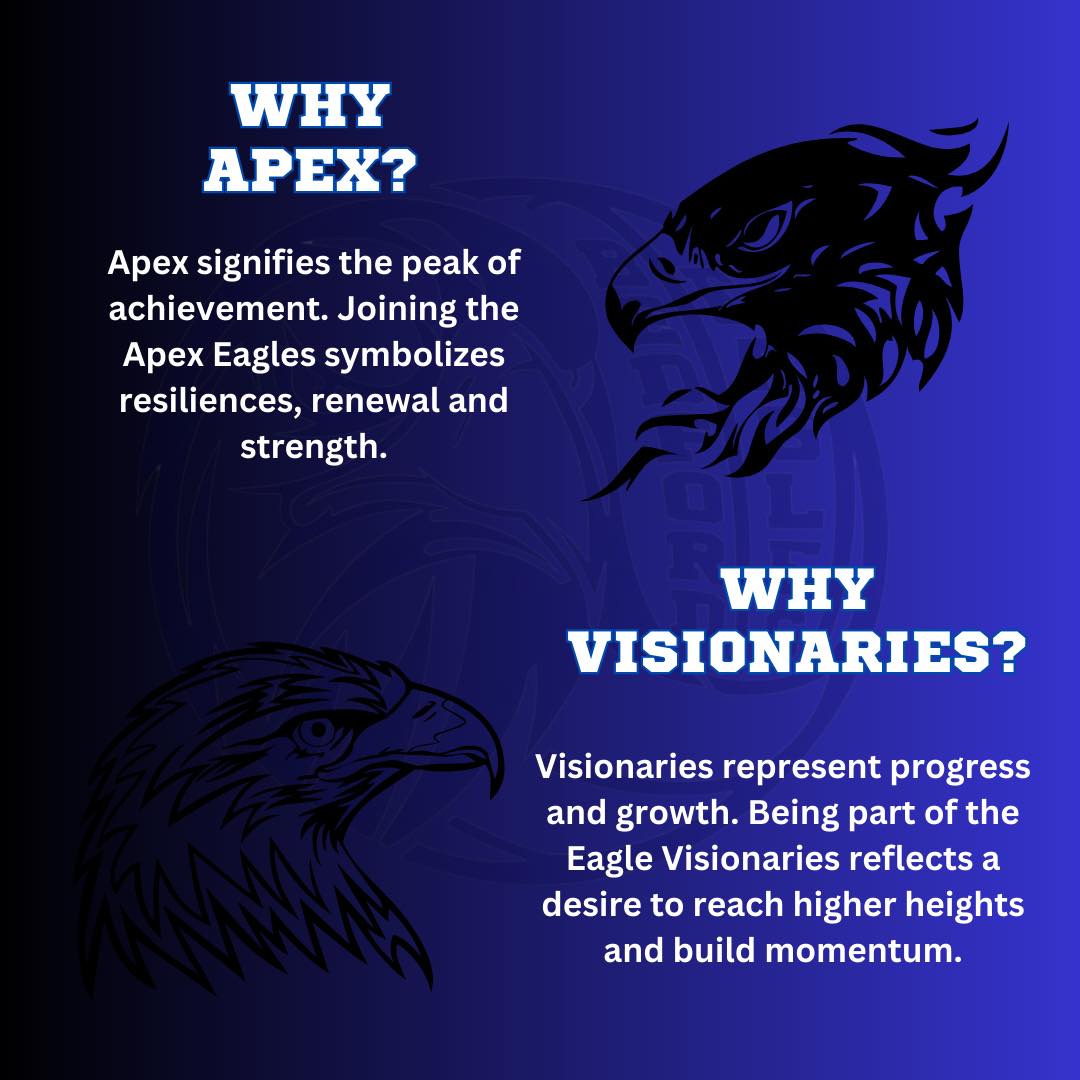 WHY
APEX?
Apex signifies the peak of
achievement. Joining the
Apex Eagles symbolizes
resiliences, renewal and
strength.
WHY
VISIONARIES?
Visionaries represent progress
and growth. Being part of the
Eagle Visionaries reflects a
desire to reach higher heights
and build momentum.